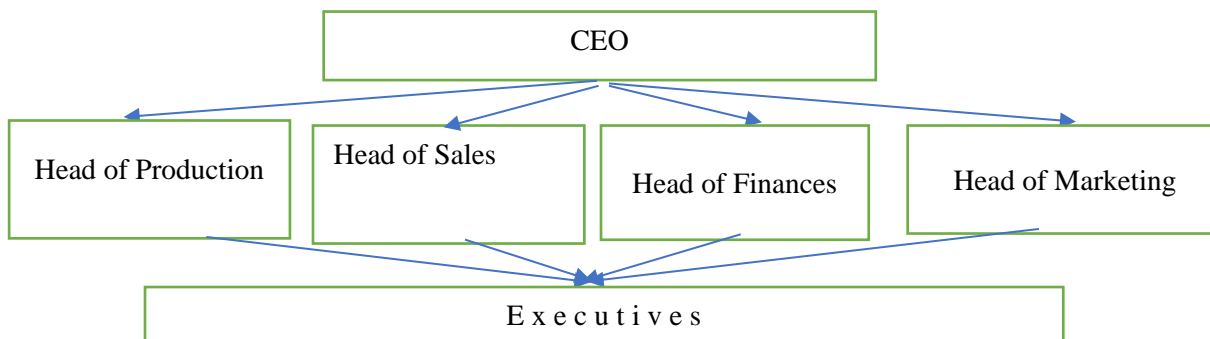 CEO
Head of Production
Head of Sales
Head of Finances
Head of Marketing
E x e c u t i v e s